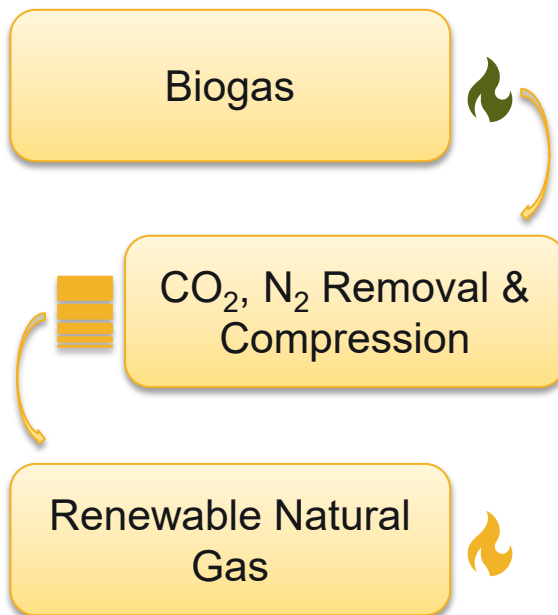 Biogas
CO₂, N₂ Removal &
Compression
Renewable Natural
Gas